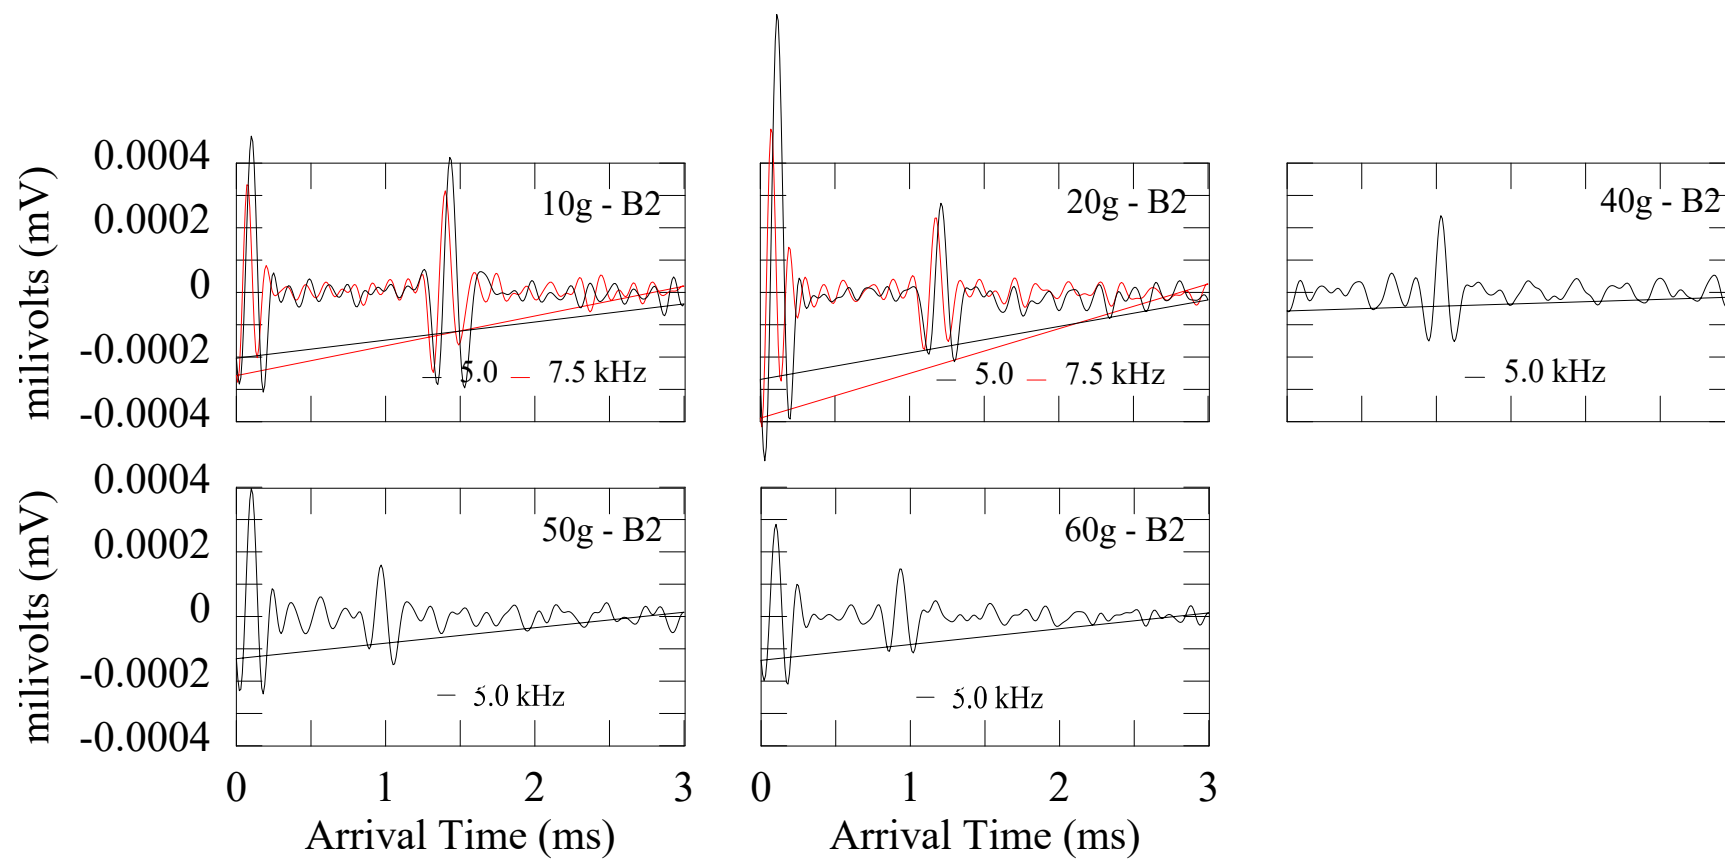 milivolts (mV)
0.0004
0.0002
0
-0.0002
-0.0004
10g - B2
5.0
7.5 kHz
20g - B2
5.0
7.5 kHz
40g - B2
5.0 kHz
milivolts (mV)
0.0004
0.0002
0
-0.0002
-0.0004
50g - B2
5.0 kHz
60g - B2
5.0 kHz
0 1 2 3
Arrival Time (ms)
0 1 2 3
Arrival Time (ms)